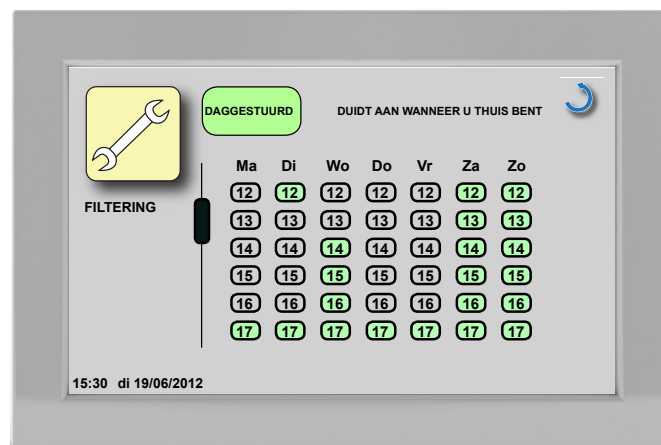 DAGGESTUURD DUIDT AAN WANNEER U THUIS BENT
FILTERING
Ma Di Wo Do Vr Za Zo
12 12 12 12 12 12 12
13 13 13 13 13 13 13
14 14 14 14 14 14 14
15 15 15 15 15 15 15
16 16 16 16 16 16 16
17 17 17 17 17 17 17
15:30 di 19/06/2012